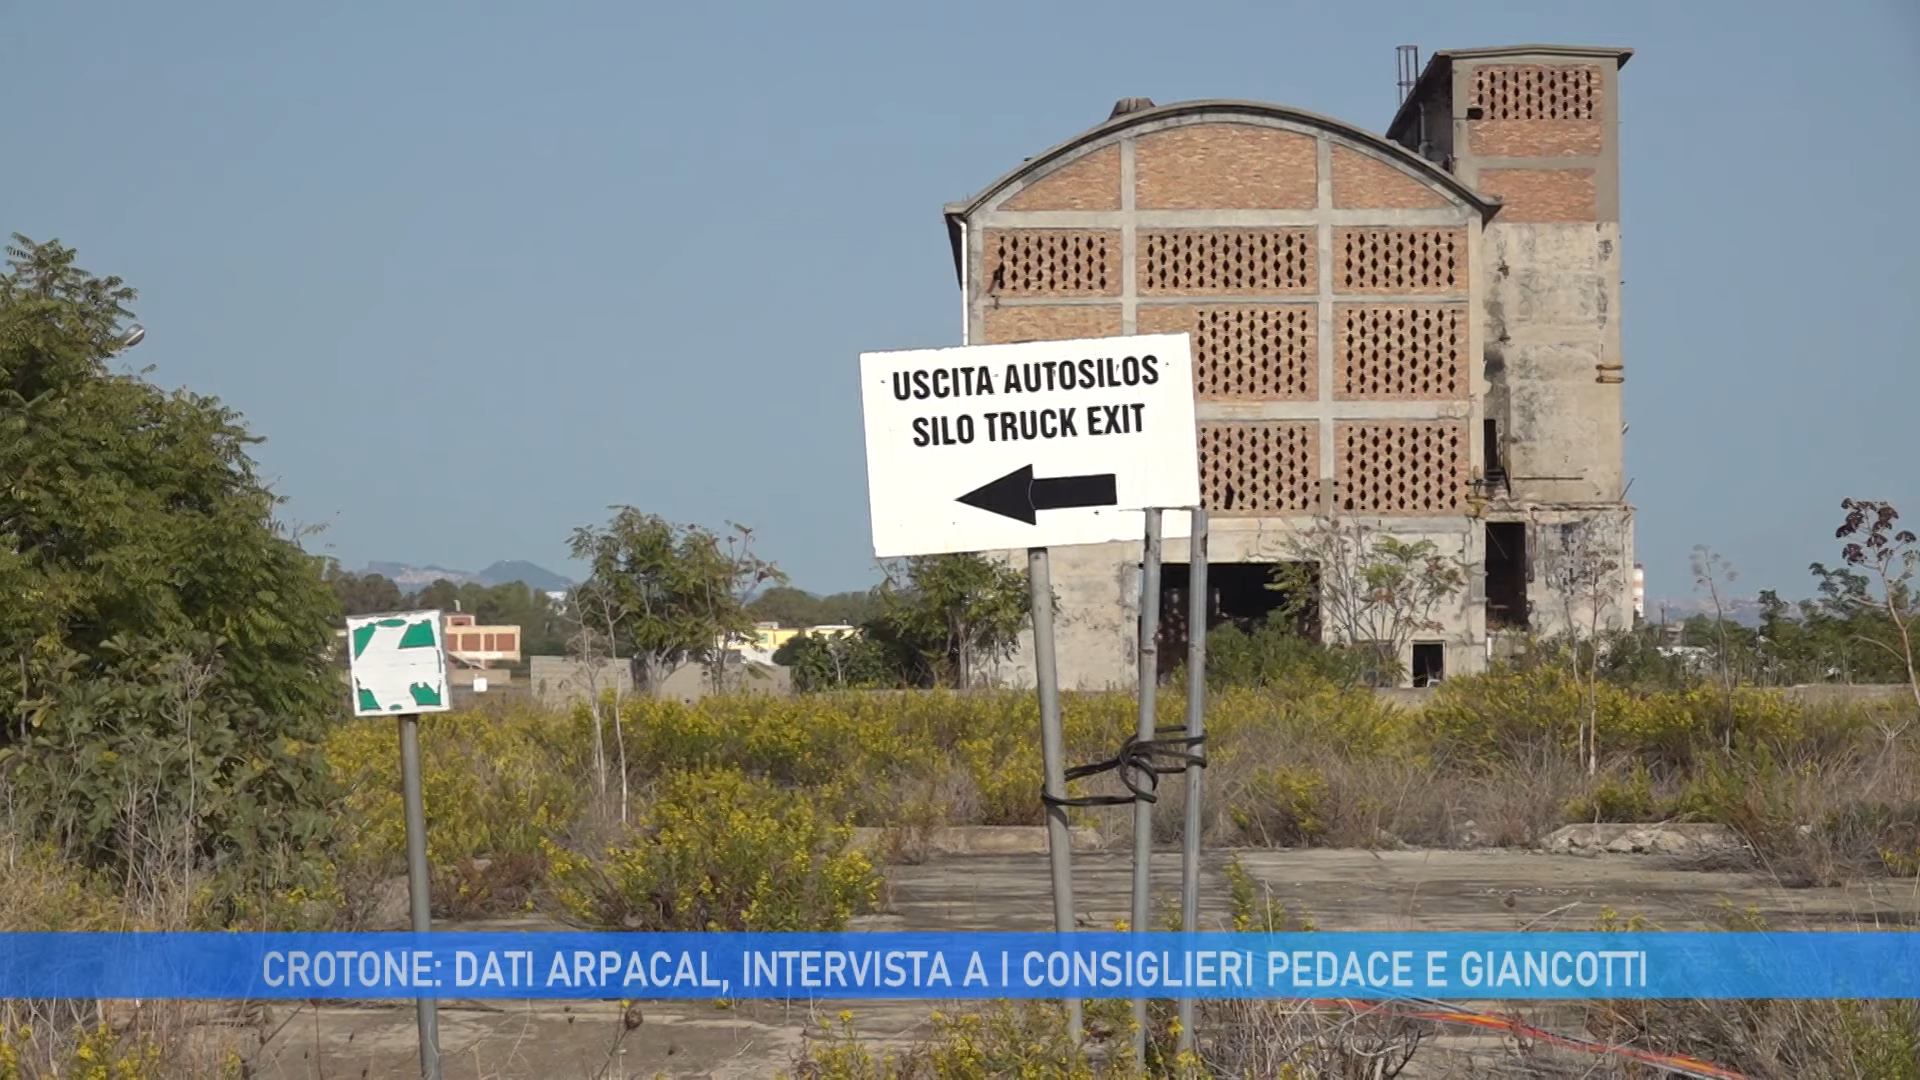 USCITA AUTOSILOS
SILO TRUCK EXIT
CROTONE: DATI ARPACAL, INTERVISTA A I CONSIGLIERI PEDACE E GIANCOTTI